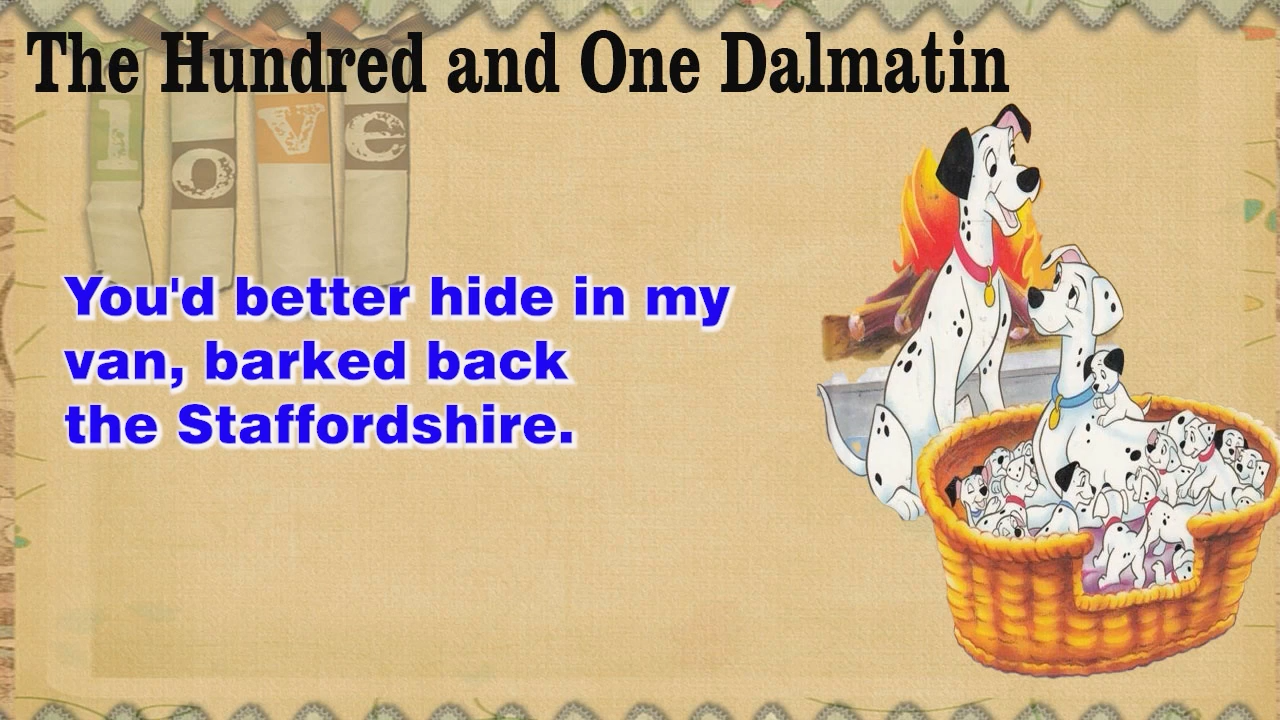 The Hundred and One Dalmatin
love
You'd better hide in my
van, barked back
the Staffordshire.